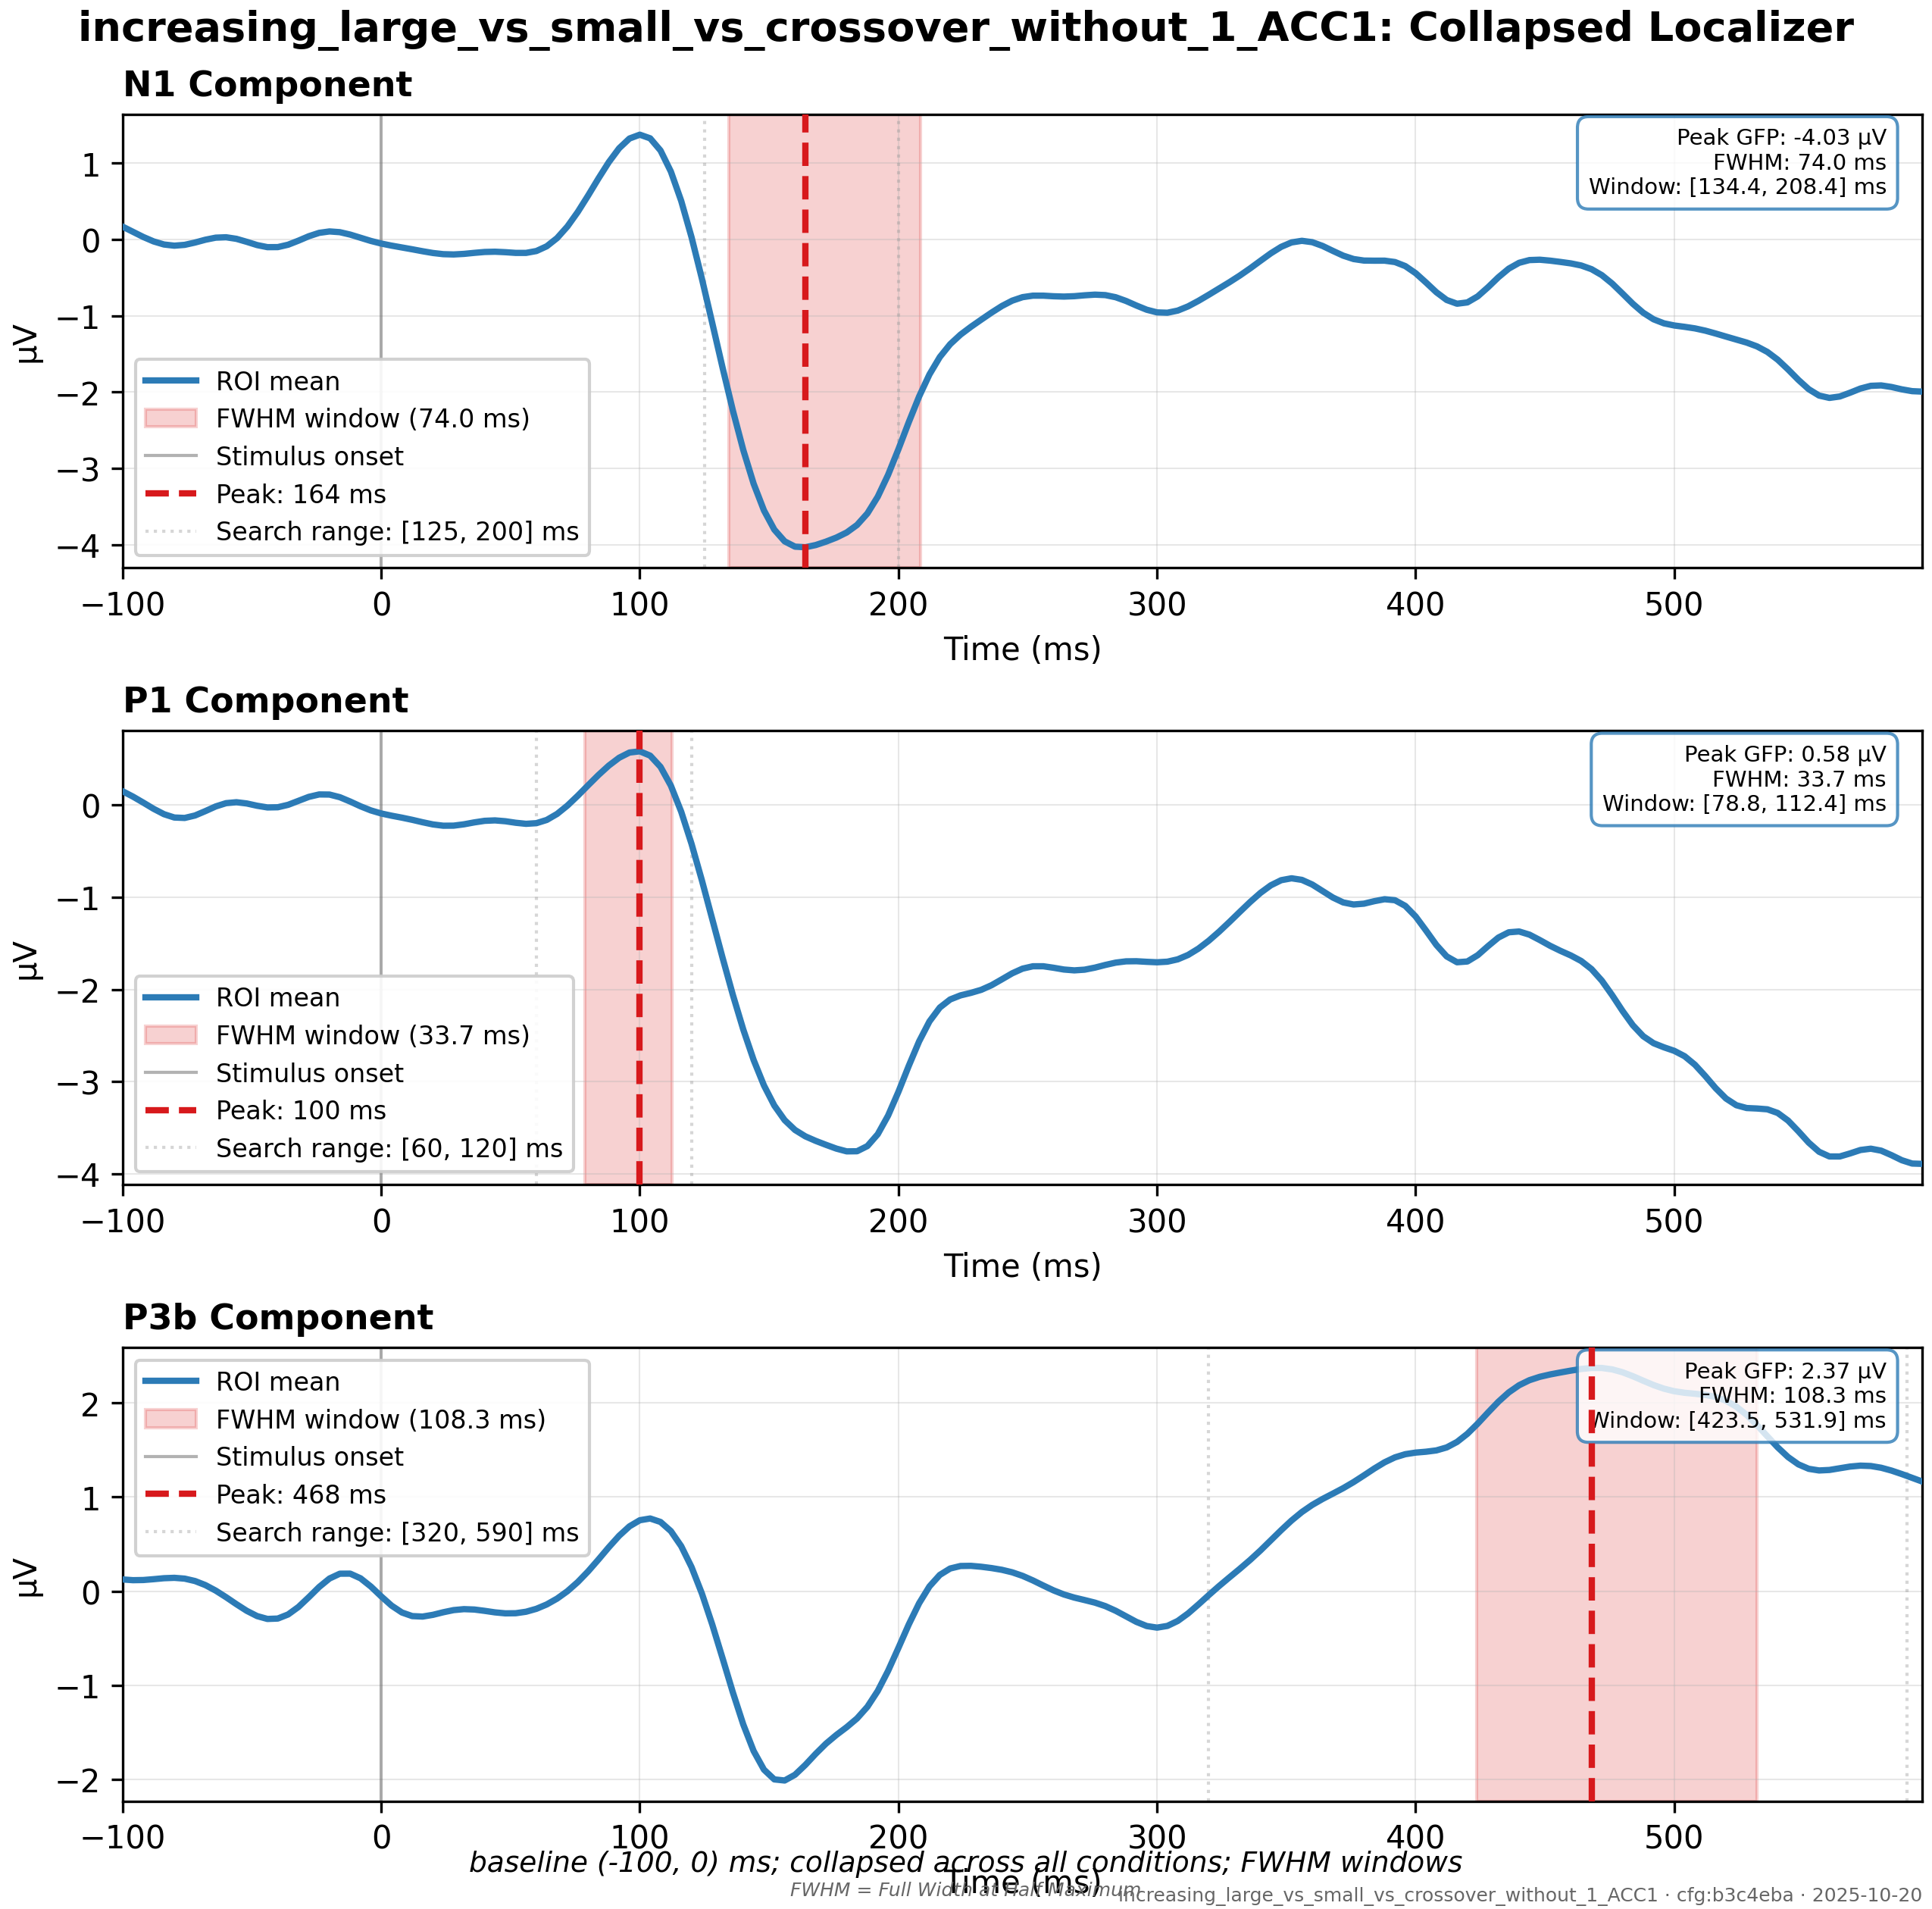 increasing_large_vs_small_vs_crossover_without_1_ACC1: Collapsed Localizer
N1 Component
Peak GFP: -4.03 µV
FWHM: 74.0 ms
Window: [134.4, 208.4] ms
1
0
−1
−2
−3
−4
µV
ROI mean
FWHM window (74.0 ms)
Stimulus onset
Peak: 164 ms
Search range: [125, 200] ms
−100 0 100 200 300 400 500
Time (ms)
P1 Component
Peak GFP: 0.58 µV
FWHM: 33.7 ms
Window: [78.8, 112.4] ms
0
−1
−2
−3
−4
µV
ROI mean
FWHM window (33.7 ms)
Stimulus onset
Peak: 100 ms
Search range: [60, 120] ms
−100 0 100 200 300 400 500
Time (ms)
P3b Component
Peak GFP: 2.37 µV
FWHM: 108.3 ms
Window: [423.5, 531.9] ms
ROI mean
FWHM window (108.3 ms)
Stimulus onset
Peak: 468 ms
Search range: [320, 590] ms
2
1
0
−1
−2
µV
−100 0 100 200 300 400 500
baseline (-100, 0) ms; collapsed across all conditions; FWHM windows
Time (ms)
FWHM = Full Width at Half Maximum
increasing_large_vs_small_vs_crossover_without_1_ACC1 · cfg:b3c4eba · 2025-10-20